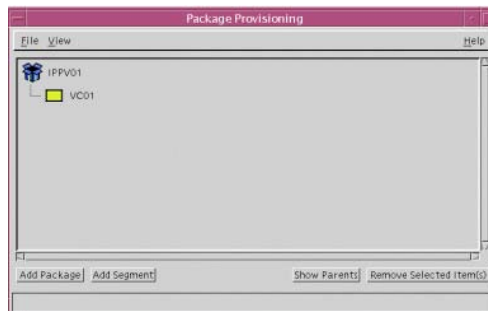 Package Provisioning
File View Help
IPPV01
VC01
Add Package Add Segment Show Parents Remove Selected Item(s)